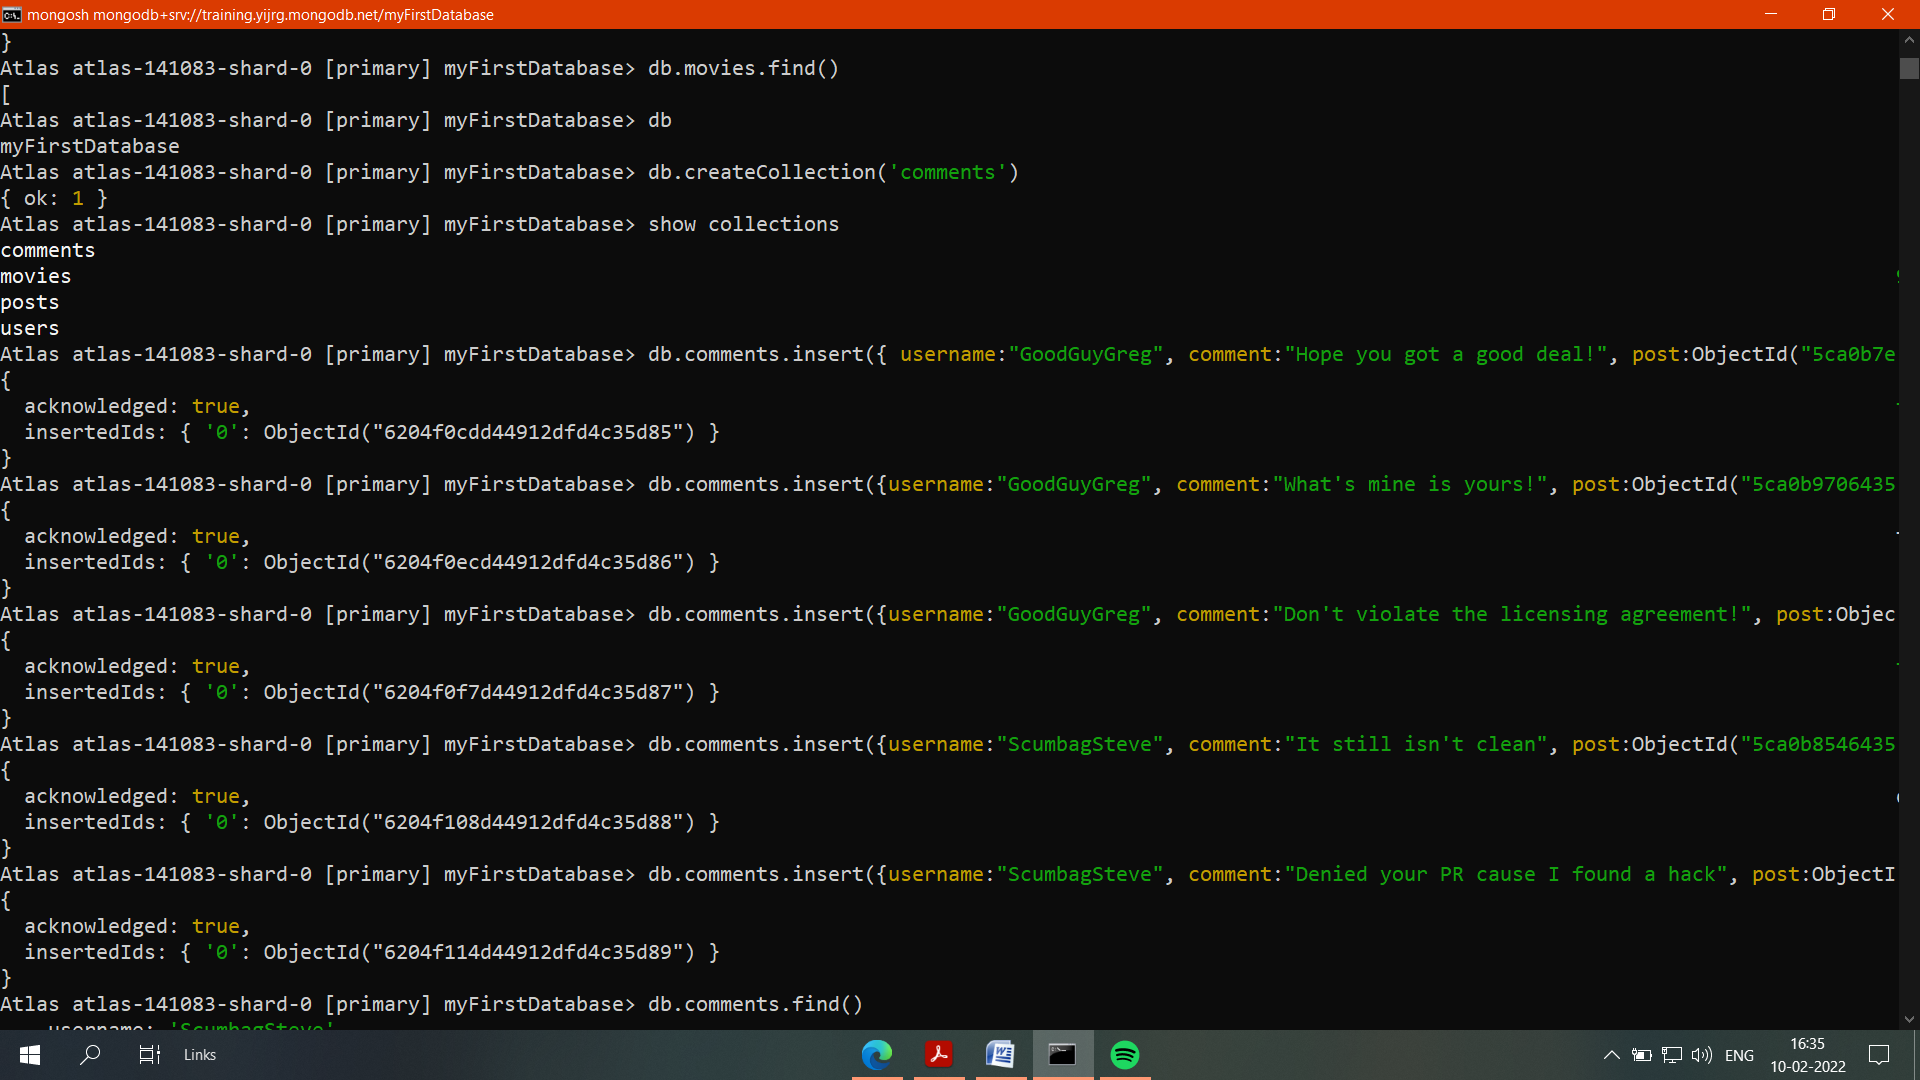 mongosh mongodb+srv://training.yijrg.mongodb.net/myFirstDatabase
}
Atlas atlas-141083-shard-0 [primary] myFirstDatabase> db.movies.find()
[
Atlas atlas-141083-shard-0 [primary] myFirstDatabase> db
myFirstDatabase
Atlas atlas-141083-shard-0 [primary] myFirstDatabase> db.createCollection('comments')
{ ok: 1 }
Atlas atlas-141083-shard-0 [primary] myFirstDatabase> show collections
comments
movies
posts
users
Atlas atlas-141083-shard-0 [primary] myFirstDatabase> db.comments.insert({ username:"GoodGuyGreg", comment:"Hope you got a good deal!", post:ObjectId("5ca0b7e
{
  acknowledged: true,
  insertedIds: { '0': ObjectId("6204f0cdd44912dfd4c35d85") }
}
Atlas atlas-141083-shard-0 [primary] myFirstDatabase> db.comments.insert({username:"GoodGuyGreg", comment:"What's mine is yours!", post:ObjectId("5ca0b9706435
{
  acknowledged: true,
  insertedIds: { '0': ObjectId("6204f0ecd44912dfd4c35d86") }
}
Atlas atlas-141083-shard-0 [primary] myFirstDatabase> db.comments.insert({username:"GoodGuyGreg", comment:"Don't violate the licensing agreement!", post:Objec
{
  acknowledged: true,
  insertedIds: { '0': ObjectId("6204f0f7d44912dfd4c35d87") }
}
Atlas atlas-141083-shard-0 [primary] myFirstDatabase> db.comments.insert({username:"ScumbagSteve", comment:"It still isn't clean", post:ObjectId("5ca0b8546435
{
  acknowledged: true,
  insertedIds: { '0': ObjectId("6204f108d44912dfd4c35d88") }
}
Atlas atlas-141083-shard-0 [primary] myFirstDatabase> db.comments.insert({username:"ScumbagSteve", comment:"Denied your PR cause I found a hack", post:ObjectI
{
  acknowledged: true,
  insertedIds: { '0': ObjectId("6204f114d44912dfd4c35d89") }
}
Atlas atlas-141083-shard-0 [primary] myFirstDatabase> db.comments.find()
username: 'ScumbagSteve'
Links
ENG
16:35
10-02-2022